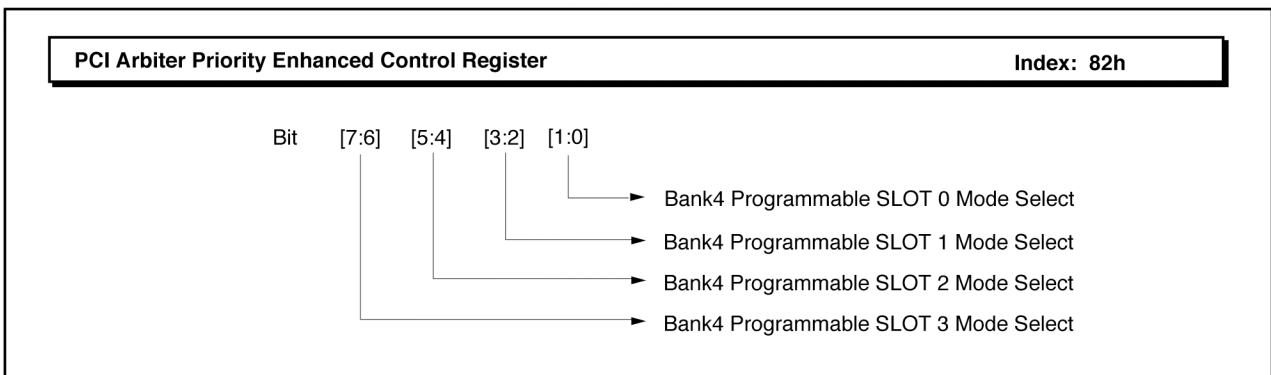 PCI Arbiter Priority Enhanced Control Register Index: 82h
Bit [7:6] [5:4] [3:2] [1:0]
Bank4 Programmable SLOT 0 Mode Select
Bank4 Programmable SLOT 1 Mode Select
Bank4 Programmable SLOT 2 Mode Select
Bank4 Programmable SLOT 3 Mode Select